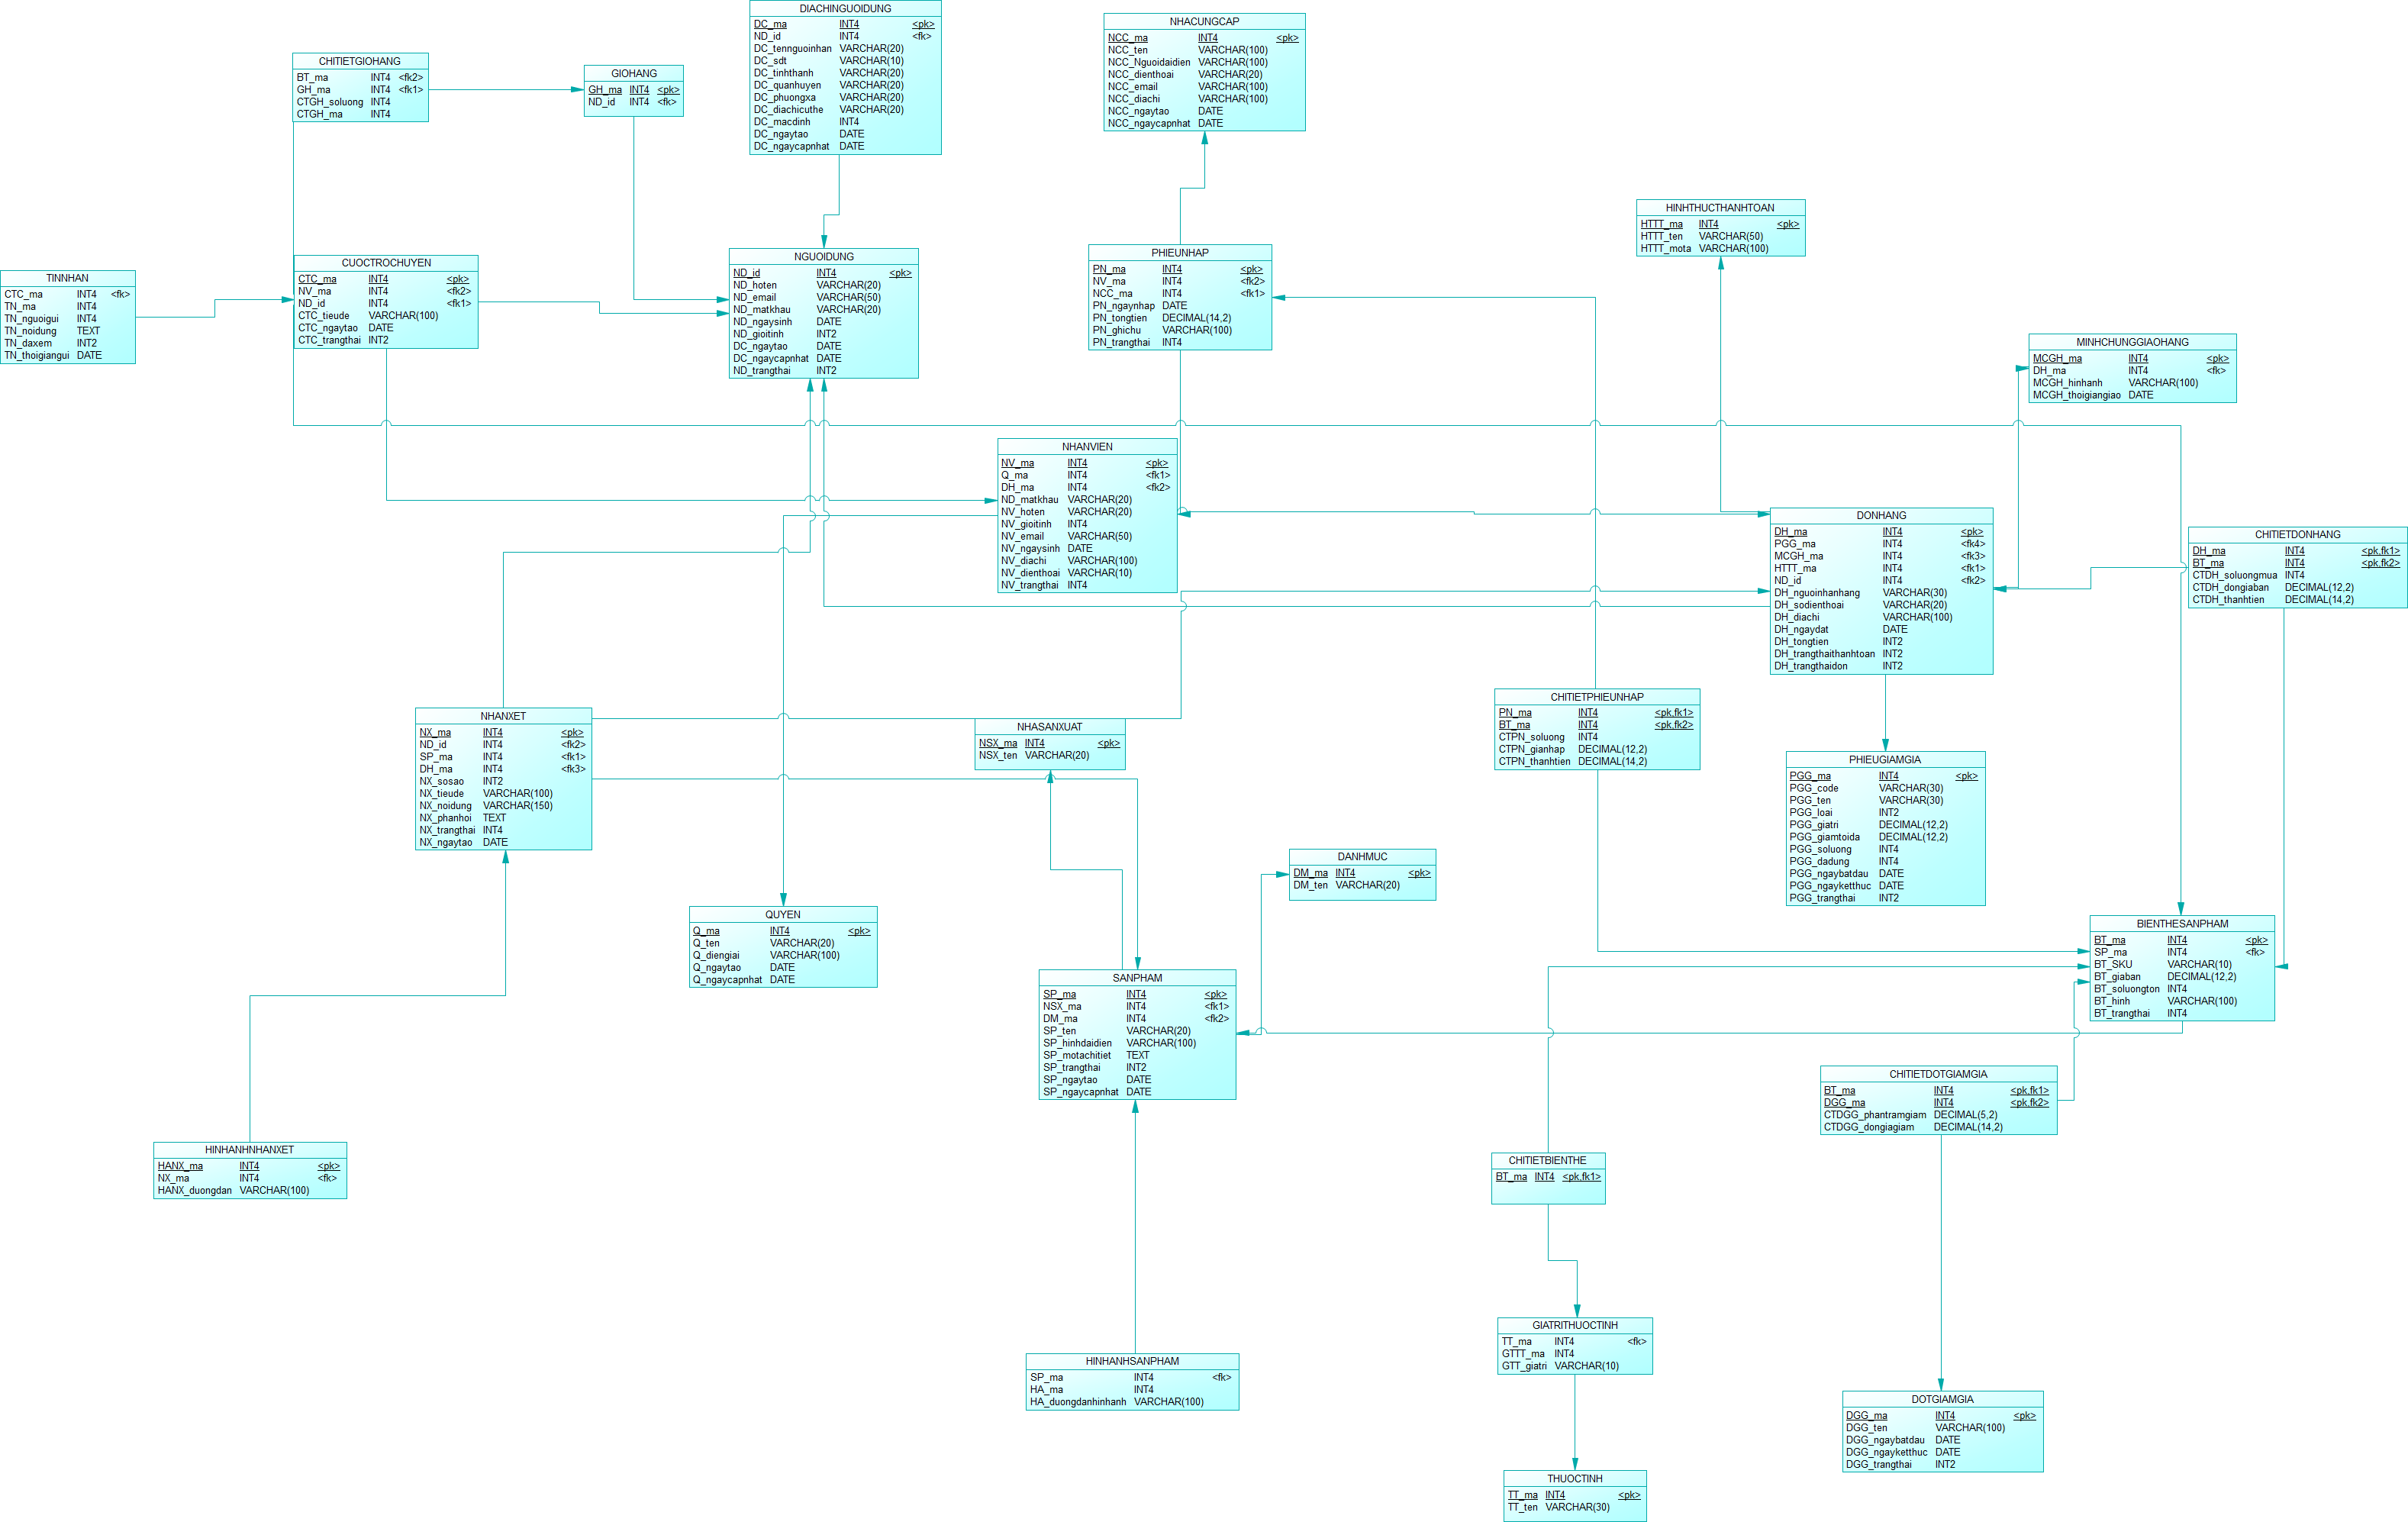 DIACHINGUOIDUNG
DC_ma INT4 <pk>
ND_id INT4 <fk>
DC_tennguoinhan VARCHAR(20)
DC_sdt VARCHAR(10)
DC_tinhthanh VARCHAR(20)
DC_quanhuyen VARCHAR(20)
DC_phuongxa VARCHAR(20)
DC_diachicuthe VARCHAR(20)
DC_macdinh INT4
DC_ngaytao DATE
DC_ngaycapnhat DATE
NHACUNGCAP
NCC_ma INT4 <pk>
NCC_ten VARCHAR(100)
NCC_Nguoidaidien VARCHAR(100)
NCC_dienthoai VARCHAR(20)
NCC_email VARCHAR(100)
NCC_diachi VARCHAR(100)
NCC_ngaytao DATE
NCC_ngaycapnhat DATE
CHITIETGIOHANG
BT_ma INT4 <fk2>
GH_ma INT4 <fk1>
CTGH_soluong INT4
CTGH_ma INT4
GIOHANG
GH_ma INT4 <pk>
ND_id INT4 <fk>
HINHTHUCTHANHTOAN
HTTT_ma INT4 <pk>
HTTT_ten VARCHAR(50)
HTTT_mota VARCHAR(100)
TINNHAN
CTC_ma INT4 <fk>
TN_ma INT4
TN_nguoigui INT4
TN_noidung TEXT
TN_daxem INT2
TN_thoigiangui DATE
CUOCTROCHUYEN
CTC_ma INT4 <pk>
NV_ma INT4 <fk2>
ND_id INT4 <fk1>
CTC_tieude VARCHAR(100)
CTC_ngaytao DATE
CTC_trangthai INT2
NGUOIDUNG
ND_id INT4 <pk>
ND_hoten VARCHAR(20)
ND_email VARCHAR(50)
ND_matkhau VARCHAR(20)
ND_ngaysinh DATE
ND_gioitinh INT2
DC_ngaytao DATE
DC_ngaycapnhat DATE
ND_trangthai INT2
PHIEUNHAP
PN_ma INT4 <pk>
NV_ma INT4 <fk2>
NCC_ma INT4 <fk1>
PN_ngaynhap DATE
PN_tongtien DECIMAL(14,2)
PN_ghichu VARCHAR(100)
PN_trangthai INT4
MINHCHUNGGIAOHANG
MCGH_ma INT4 <pk>
DH_ma INT4 <fk>
MCGH_hinhanh VARCHAR(100)
MCGH_thoigiangiao DATE
NHANVIEN
NV_ma INT4 <pk>
Q_ma INT4 <fk1>
DH_ma INT4 <fk2>
ND_matkhau VARCHAR(20)
NV_hoten VARCHAR(20)
NV_gioitinh INT4
NV_email VARCHAR(50)
NV_ngaysinh DATE
NV_diachi VARCHAR(100)
NV_dienthoai VARCHAR(10)
NV_trangthai INT4
DONHANG
DH_ma INT4 <pk>
PGG_ma INT4 <fk4>
MCGH_ma INT4 <fk3>
HTTT_ma INT4 <fk1>
ND_id INT4 <fk2>
DH_nguoinhanhang VARCHAR(30)
DH_sodienthoai VARCHAR(20)
DH_diachi VARCHAR(100)
DH_ngaydat DATE
DH_tongtien INT2
DH_trangthaithanhtoan INT2
DH_trangthaidon INT2
CHITIETDONHANG
DH_ma INT4 <pk,fk1>
BT_ma INT4 <pk,fk2>
CTDH_soluongmua INT4
CTDH_dongiaban DECIMAL(12,2)
CTDH_thanhtien DECIMAL(14,2)
CHITIETPHIEUNHAP
PN_ma INT4 <pk,fk1>
BT_ma INT4 <pk,fk2>
CTPN_soluong INT4
CTPN_gianhap DECIMAL(12,2)
CTPN_thanhtien DECIMAL(14,2)
NHANXET
NX_ma INT4 <pk>
ND_id INT4 <fk2>
SP_ma INT4 <fk1>
DH_ma INT4 <fk3>
NX_sosao INT2
NX_tieude VARCHAR(100)
NX_noidung VARCHAR(150)
NX_phanhoi TEXT
NX_trangthai INT4
NX_ngaytao DATE
NHASANXUAT
NSX_ma INT4 <pk>
NSX_ten VARCHAR(20)
PHIEUGIAMGIA
PGG_ma INT4 <pk>
PGG_code VARCHAR(30)
PGG_ten VARCHAR(30)
PGG_loai INT2
PGG_giatri DECIMAL(12,2)
PGG_giamtoida DECIMAL(12,2)
PGG_soluong INT4
PGG_dadung INT4
PGG_ngaybatdau DATE
PGG_ngayketthuc DATE
PGG_trangthai INT2
DANHMUC
DM_ma INT4 <pk>
DM_ten VARCHAR(20)
QUYEN
Q_ma INT4 <pk>
Q_ten VARCHAR(20)
Q_diengiai VARCHAR(100)
Q_ngaytao DATE
Q_ngaycapnhat DATE
BIENTHESANPHAM
BT_ma INT4 <pk>
SP_ma INT4 <fk>
BT_SKU VARCHAR(10)
BT_giaban DECIMAL(12,2)
BT_soluongton INT4
BT_hinh VARCHAR(100)
BT_trangthai INT4
SANPHAM
SP_ma INT4 <pk>
NSX_ma INT4 <fk1>
DM_ma INT4 <fk2>
SP_ten VARCHAR(20)
SP_hinhdaidien VARCHAR(100)
SP_motachitiet TEXT
SP_trangthai INT2
SP_ngaytao DATE
SP_ngaycapnhat DATE
CHITIETDOTGIAMGIA
BT_ma INT4 <pk,fk1>
DGG_ma INT4 <pk,fk2>
CTDGG_phantramgiam DECIMAL(5,2)
CTDGG_dongiagiam DECIMAL(14,2)
HINHANHNHANXET
HANX_ma INT4 <pk>
NX_ma INT4 <fk>
HANX_duongdan VARCHAR(100)
CHITIETBIENTHE
BT_ma INT4 <pk,fk1>
GIATRITHUOCTINH
TT_ma INT4 <fk>
GTTT_ma INT4
GTT_giatri VARCHAR(10)
HINHANHSANPHAM
SP_ma INT4 <fk>
HA_ma INT4
HA_duongdanhinhanh VARCHAR(100)
DOTGIAMGIA
DGG_ma INT4 <pk>
DGG_ten VARCHAR(100)
DGG_ngaybatdau DATE
DGG_ngayketthuc DATE
DGG_trangthai INT2
THUOCTINH
TT_ma INT4 <pk>
TT_ten VARCHAR(30)